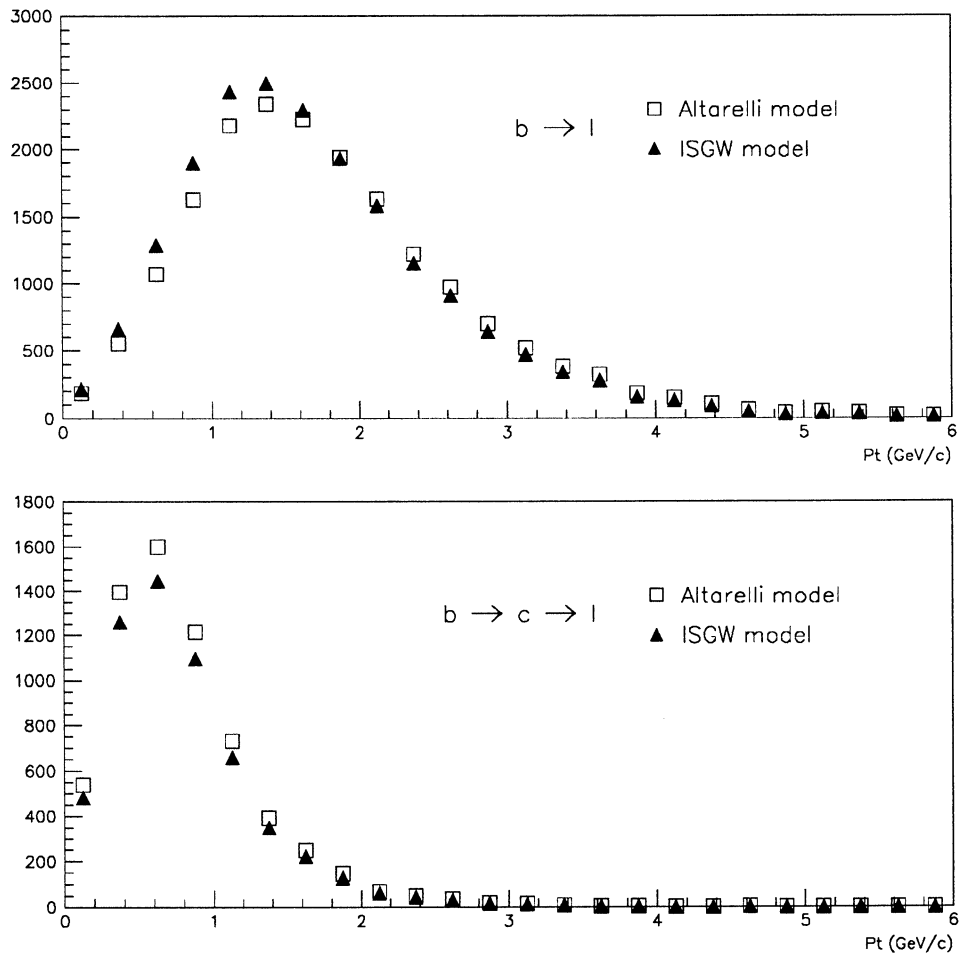 3000
2500
2000
1500
1000
500
0
b → l
□ Altarelli model
▲ ISGW model
0 1 2 3 4 5 6
Pt (GeV/c)
1800
1600
1400
1200
1000
800
600
400
200
0
b → c → l
□ Altarelli model
▲ ISGW model
0 1 2 3 4 5 6
Pt (GeV/c)